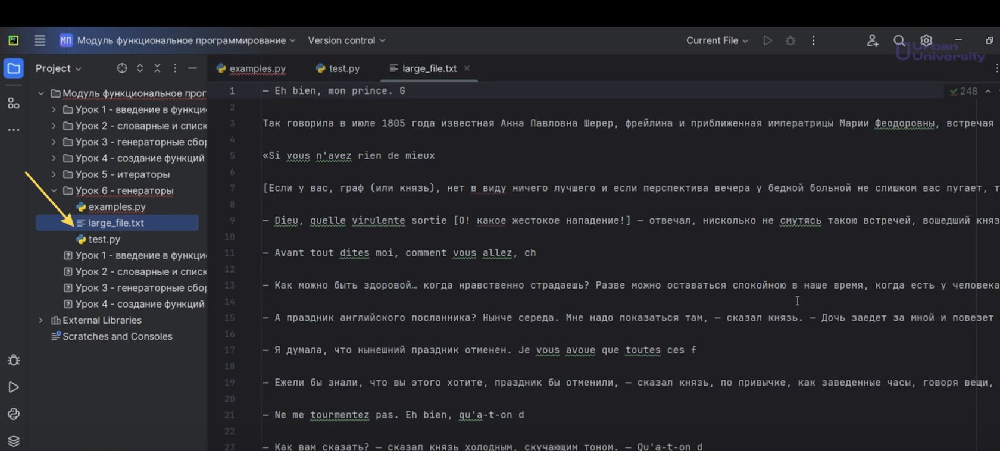 PC
МП Модуль функциональное программирование Version control Current File
Urban
University
Project
examples.py test.py large_file.txt
Модуль функциональное прог
Урок 1 - введение в функци
Урок 2 - словарные и списк
Урок 3 - генераторные сбор
Урок 4 - создание функций
Урок 5 - итераторы
Урок 6 - генераторы
examples.py
large_file.txt
test.py
Урок 1 - введение в функци
Урок 2 - словарные и списк
Урок 3 - генераторные сбор
Урок 4 - создание функций
External Libraries
Scratches and Consoles
248
1 — Eh bien, mon prince. G
2
3 Так говорила в июле 1805 года известная Анна Павловна Шерер, фрейлина и приближенная императрицы Марии Феодоровны, встречая
4
5 «Si vous n'avez rien de mieux
6
7 [Если у вас, граф (или князь), нет в виду ничего лучшего и если перспектива вечера у бедной больной не слишком вас пугает, т
8
9 — Dieu, quelle virulente sortie [О! какое жестокое нападение!] — отвечал, нисколько не смутясь такою встречей, вошедший княз
10
11 — Avant tout dites moi, comment vous allez, ch
12
13 — Как можно быть здоровой… когда нравственно страдаешь? Разве можно оставаться спокойною в наше время, когда есть у человека
14
15 — А праздник английского посланника? Нынче середа. Мне надо показаться там, — сказал князь. — Дочь заедет за мной и повезет
16
17 — Я думала, что нынешний праздник отменен. Je vous avoue que toutes ces f
18
19 — Ежели бы знали, что вы этого хотите, праздник бы отменили, — сказал князь, по привычке, как заведенные часы, говоря вещи,
20
21 — Ne me tourmentez pas. Eh bien, qu'a-t-on d
22
23 — Как вам сказать? — сказал князь холодным, скучающим тоном. — Qu'a-t-on d